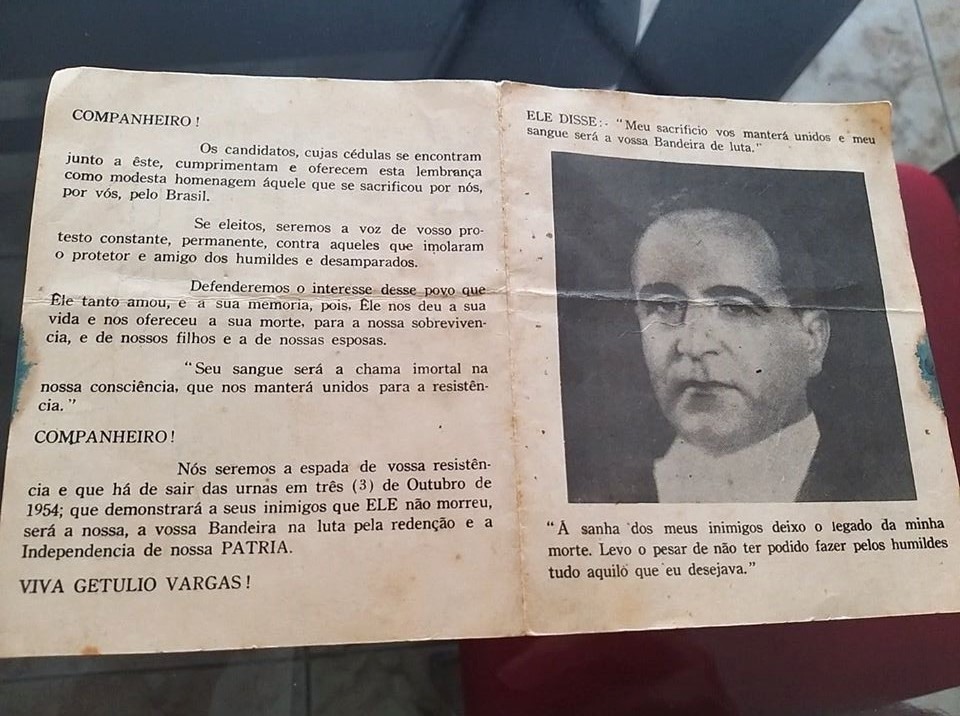 COMPANHEIRO !
Os candidatos, cujas cédulas se encontram
junto a êste, cumprimentam e oferecem esta lembrança
como modesta homenagem áquele que se sacrificou por nós,
por vós, pelo Brasil.
Se eleitos, seremos a voz de vosso pro-
testo constante, permanente, contra aqueles que imolaram
o protetor e amigo dos humildes e desamparados.
Defenderemos o interesse desse povo que
Êle tanto amou, e a sua memoria, pois, Êle nos deu a sua
vida e nos ofereceu a sua morte, para a nossa sobreviven-
cia, e de nossos filhos e a de nossas esposas.
"Seu sangue será a chama imortal na
nossa consciência, que nos manterá unidos para a resistên-
cia."
COMPANHEIRO !
Nós seremos a espada de vossa resistên-
cia e que há de sair das urnas em três (3) de Outubro de
1954; que demonstrará a seus inimigos que ELE não morreu,
será a nossa, a vossa Bandeira na luta pela redenção e a
Independencia de nossa PATRIA.
VIVA GETULIO VARGAS !
ELE DISSE:- "Meu sacrificio vos manterá unidos e meu
sangue será a vossa Bandeira de luta."
"A sanha dos meus inimigos deixo o legado da minha
morte. Levo o pesar de não ter podido fazer pelos humildes
tudo aquilo que eu desejava."